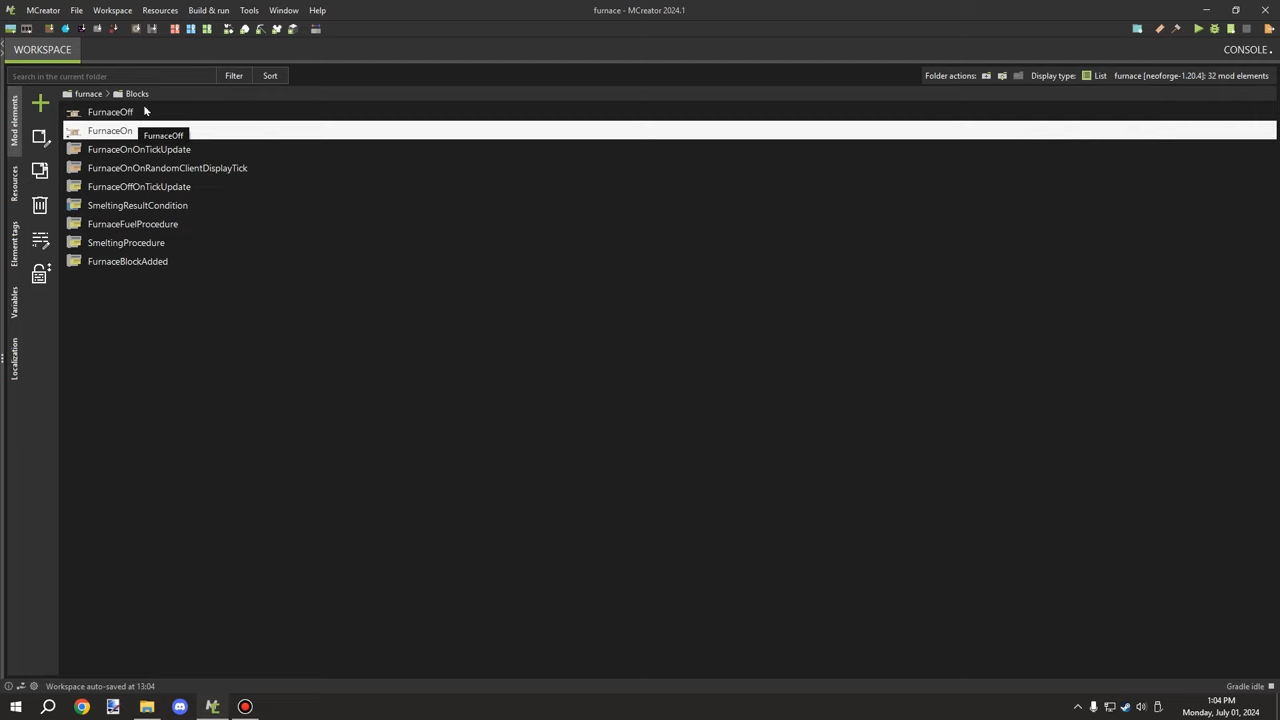 MCreator File Workspace Resources Build & run Tools Window Help furnace - MCreator 2024.1
WORKSPACE CONSOLE
Search in the current folder Filter Sort Folder actions: Display type: List furnace [neoforge-1.20.4]: 32 mod elements
furnace > Blocks
FurnaceOff
FurnaceOn
FurnaceOff
FurnaceOnOnTickUpdate
FurnaceOnOnRandomClientDisplayTick
FurnaceOffOnTickUpdate
SmeltingResultCondition
FurnaceFuelProcedure
SmeltingProcedure
FurnaceBlockAdded
Mod elements
Resources
Element tags
Variables
Localization
Workspace auto-saved at 13:04 Gradle idle
1:04 PM
Monday, July 01, 2024